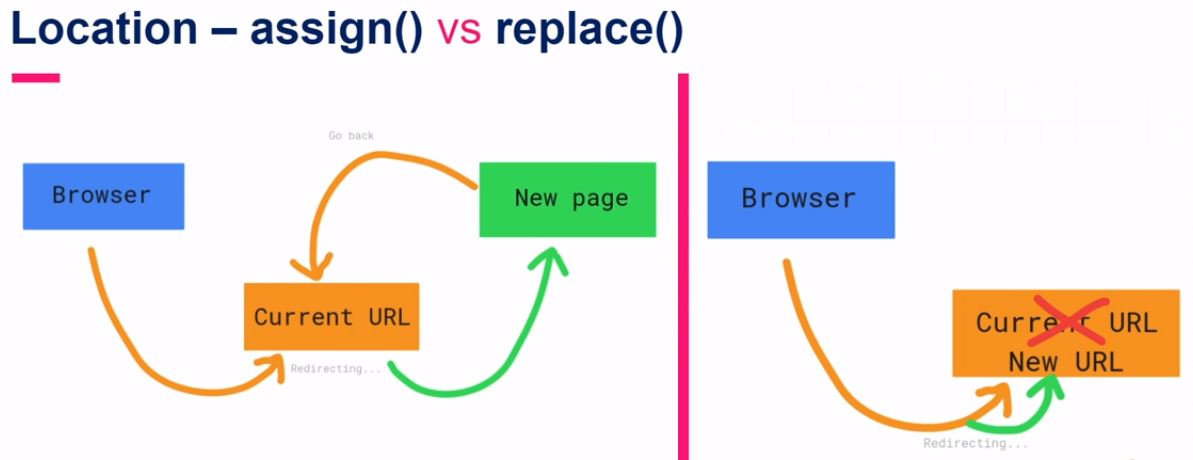 Location – assign() vs replace()
Go back
Browser
New page
Current URL
Redirecting...
Browser
Current URL
New URL
Redirecting...